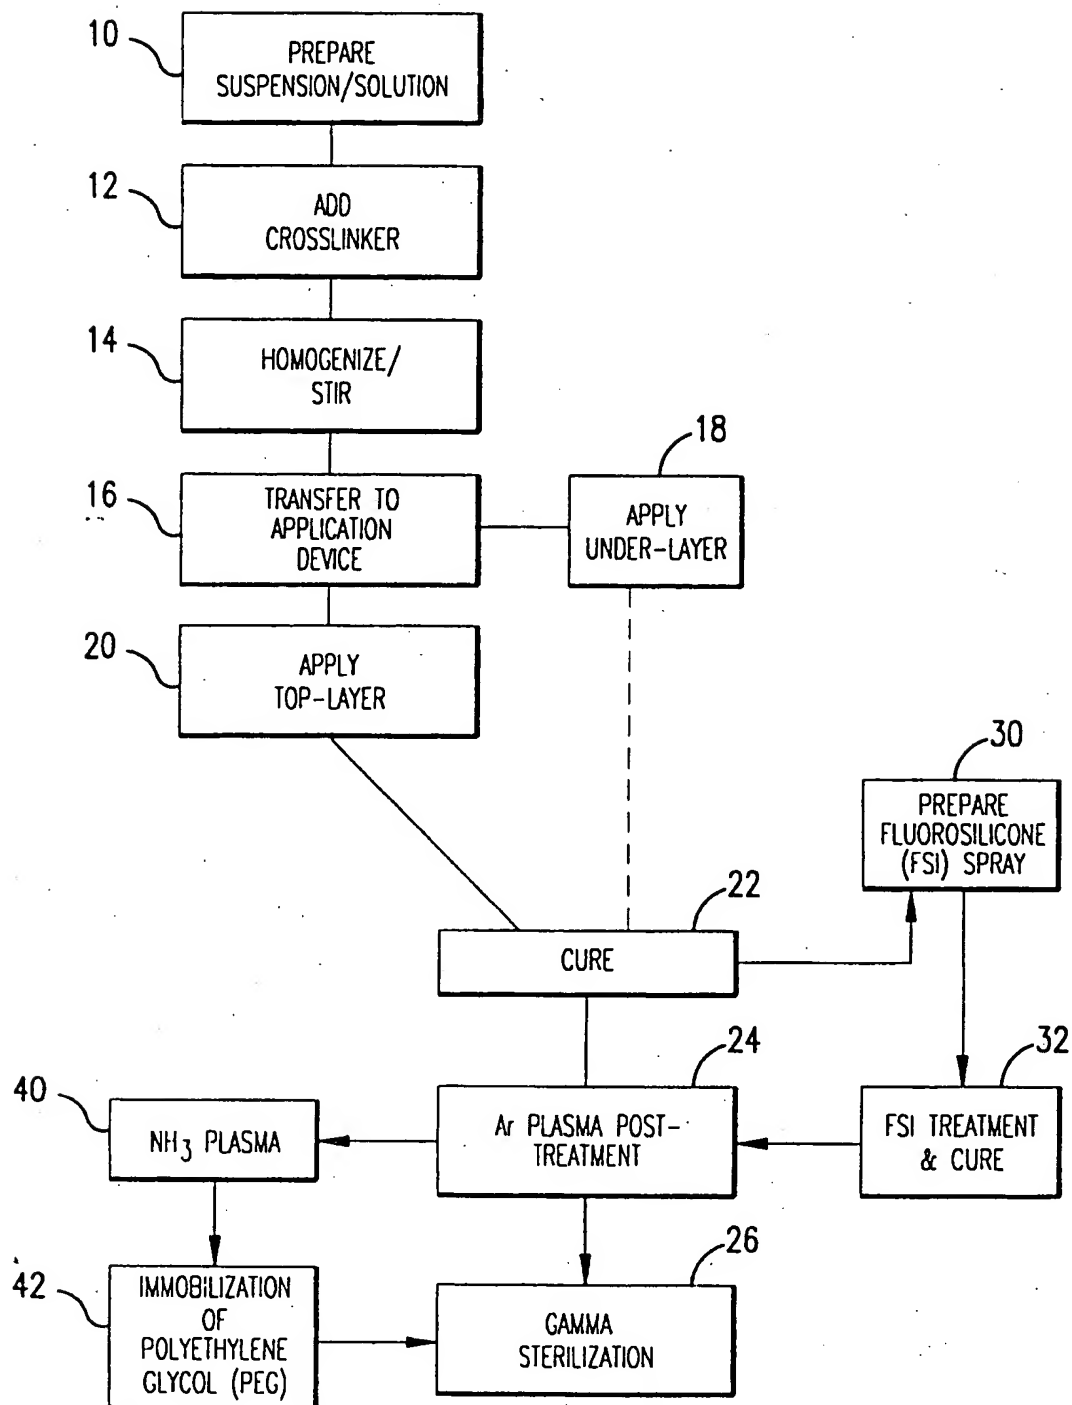 10
PREPARE
SUSPENSION/SOLUTION
12
ADD
CROSSLINKER
14
HOMOGENIZE/
STIR
16
TRANSFER TO
APPLICATION
DEVICE
18
APPLY
UNDER-LAYER
20
APPLY
TOP-LAYER
30
PREPARE
FLUOROSILICONE
(FSI) SPRAY
22
CURE
24
Ar PLASMA POST-
TREATMENT
32
FSI TREATMENT
& CURE
40
NH3 PLASMA
42
IMMOBILIZATION
OF
POLYETHYLENE
GLYCOL (PEG)
26
GAMMA
STERILIZATION